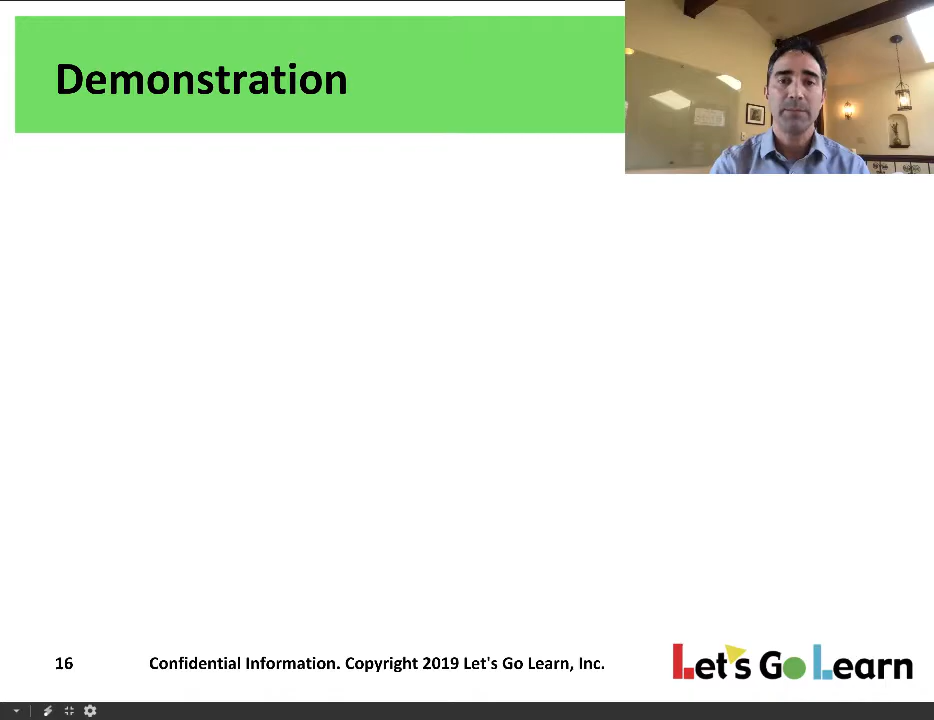 Demonstration
16
Confidential Information. Copyright 2019 Let's Go Learn, Inc.
Let's Go Learn